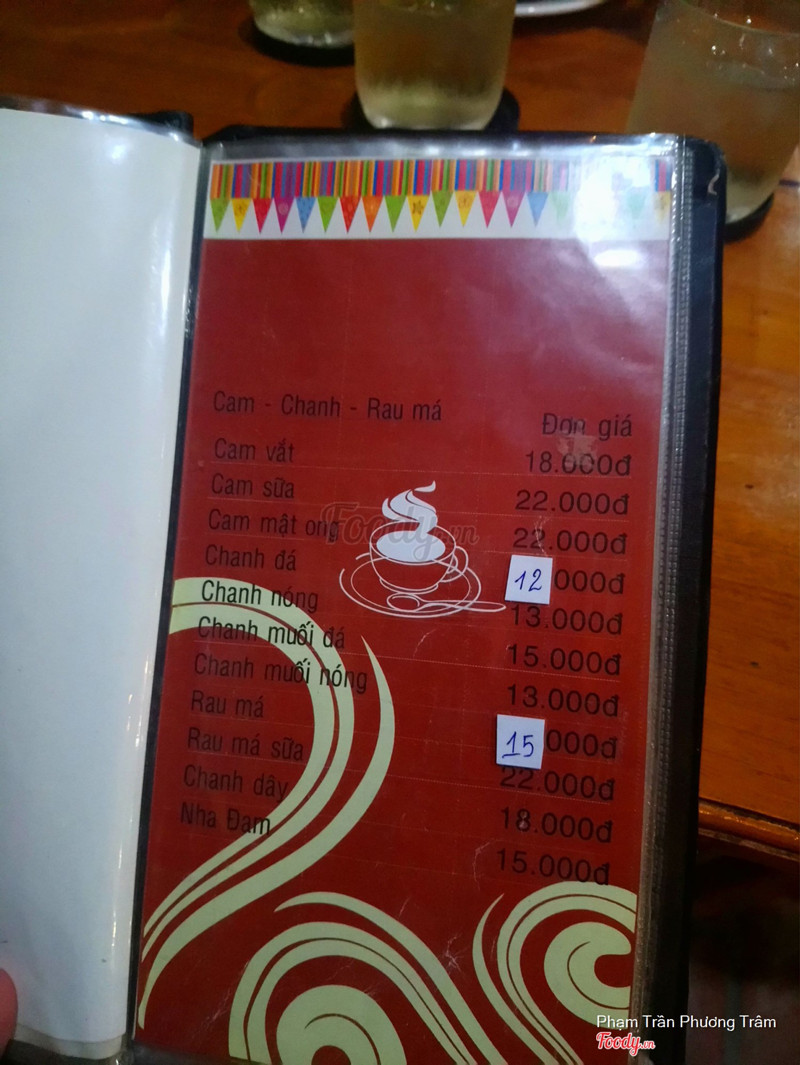 Cam - Chanh - Rau má Đơn giá
Cam vắt 18.000đ
Cam sữa 22.000đ
Cam mật ong 22.000đ
Chanh đá 12 000đ
Chanh nóng 13.000đ
Chanh muối đá 15.000đ
Chanh muối nóng 13.000đ
Rau má 15 000đ
Rau má sữa 22.000đ
Chanh dây 18.000đ
Nha Đam 15.000đ
Foody.vn
Phạm Trần Phương Trâm
Foody.vn